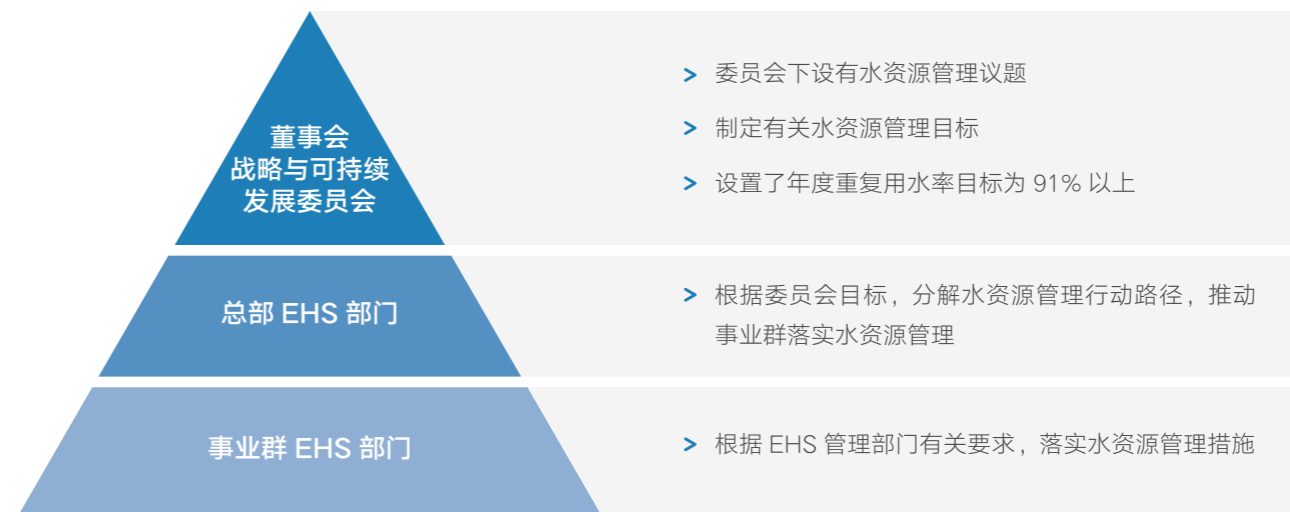 董事会
战略与可持续
发展委员会
> 委员会下设有水资源管理议题
> 制定有关水资源管理目标
> 设置了年度重复用水率目标为 91% 以上
总部 EHS 部门
> 根据委员会目标，分解水资源管理行动路径，推动
事业群落实水资源管理
事业群 EHS 部门
> 根据 EHS 管理部门有关要求，落实水资源管理措施